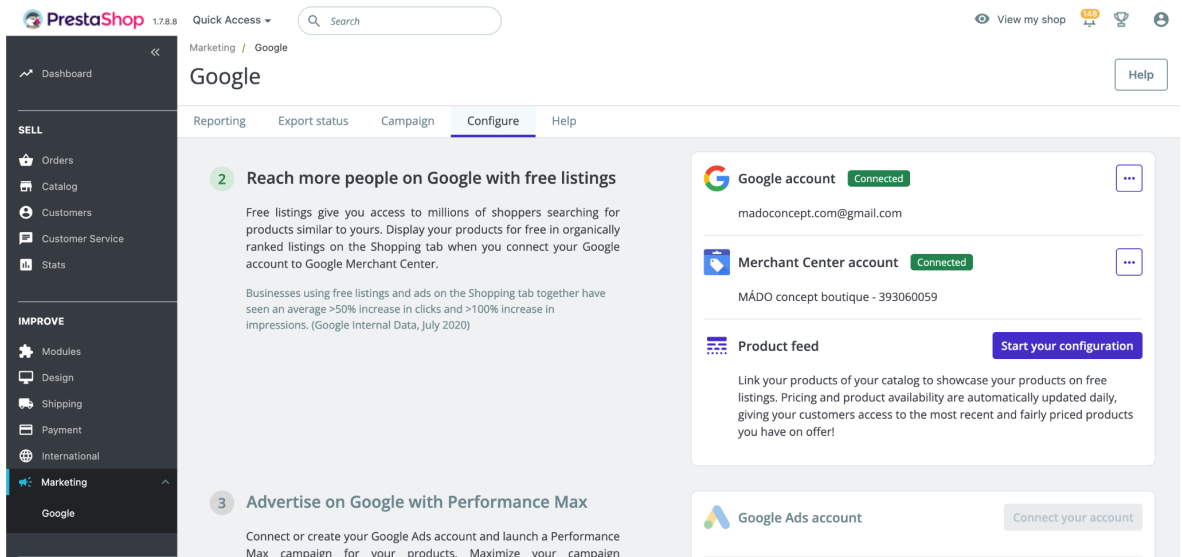 PrestaShop 1.7.8.8 Quick Access Search View my shop 148
Marketing / Google
Google
Help
Reporting Export status Campaign Configure Help
Dashboard
SELL
Orders
Catalog
Customers
Customer Service
Stats
IMPROVE
Modules
Design
Shipping
Payment
International
Marketing
Google
2 Reach more people on Google with free listings
Free listings give you access to millions of shoppers searching for
products similar to yours. Display your products for free in organically
ranked listings on the Shopping tab when you connect your Google
account to Google Merchant Center.
Businesses using free listings and ads on the Shopping tab together have
seen an average >50% increase in clicks and >100% increase in
impressions. (Google Internal Data, July 2020)
Google account Connected
madoconcept.com@gmail.com
Merchant Center account Connected
MÁDO concept boutique - 393060059
Product feed Start your configuration
Link your products of your catalog to showcase your products on free
listings. Pricing and product availability are automatically updated daily,
giving your customers access to the most recent and fairly priced products
you have on offer!
3 Advertise on Google with Performance Max
Connect or create your Google Ads account and launch a Performance
Max campaign for your products. Maximize your campaign
Google Ads account Connect your account